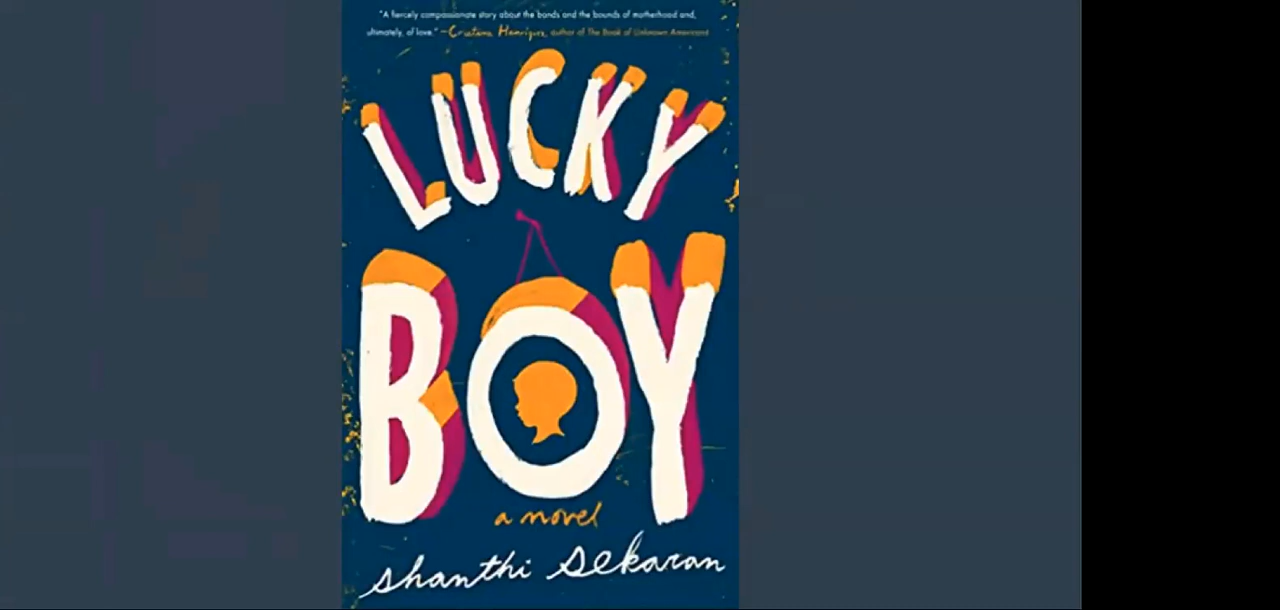 "A fiercely compassionate story about the bonds and the bounds of motherhood and,
ultimately, of love." —Cristina Henríquez, author of The Book of Unknown Americans
LUCKY
BOY
a novel
shanthi sekaran